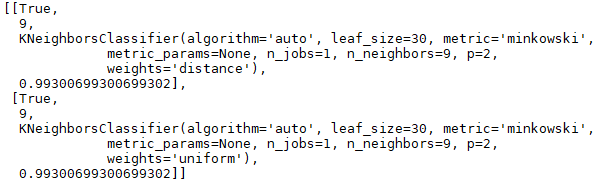 [[True,
  9,
  KNeighborsClassifier(algorithm='auto', leaf_size=30, metric='minkowski',
             metric_params=None, n_jobs=1, n_neighbors=9, p=2,
             weights='distance'),
  0.99300699300699302],
 [True,
  9,
  KNeighborsClassifier(algorithm='auto', leaf_size=30, metric='minkowski',
             metric_params=None, n_jobs=1, n_neighbors=9, p=2,
             weights='uniform'),
  0.99300699300699302]]